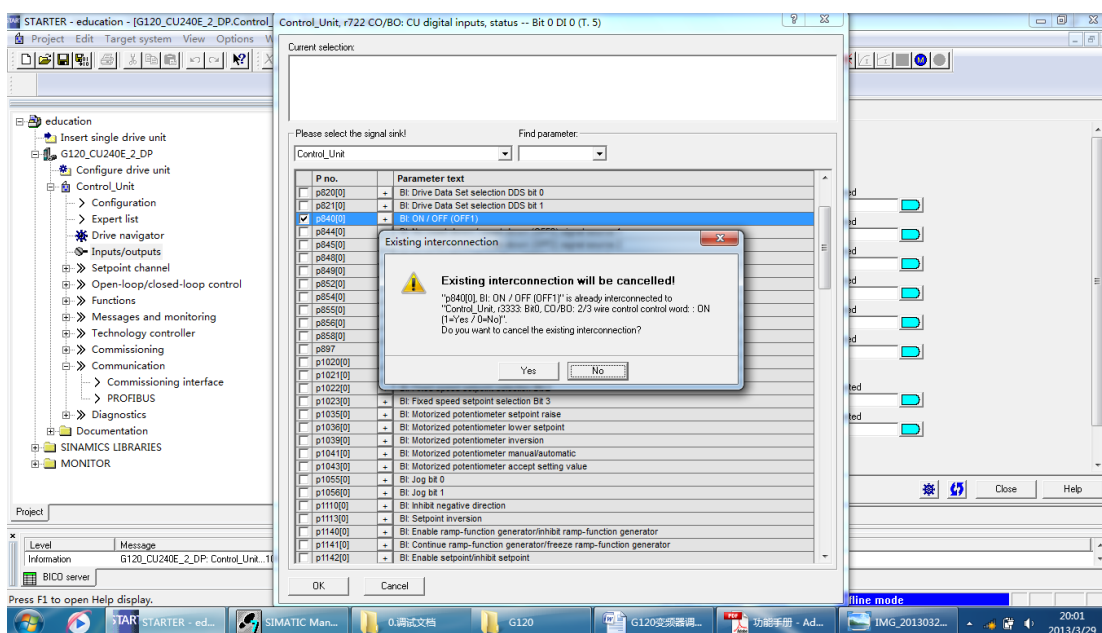 STARTER - education - [G120_CU240E_2_DP.Control_
Control_Unit, r722 CO/BO: CU digital inputs, status -- Bit 0 DI 0 (T. 5)
Project Edit Target system View Options W
Current selection:
education
Insert single drive unit
G120_CU240E_2_DP
Configure drive unit
Control_Unit
Configuration
Expert list
Drive navigator
Inputs/outputs
Setpoint channel
Open-loop/closed-loop control
Functions
Messages and monitoring
Technology controller
Commissioning
Communication
Commissioning interface
PROFIBUS
Diagnostics
Documentation
SINAMICS LIBRARIES
MONITOR
Project
Please select the signal sink!
Find parameter:
Control_Unit
P no. Parameter text
p820[0] + BI: Drive Data Set selection DDS bit 0
p821[0] + BI: Drive Data Set selection DDS bit 1
p840[0] + BI: ON / OFF (OFF1)
p844[0]
p845[0]
p848[0]
p849[0]
p852[0]
p854[0]
p855[0]
p856[0]
p858[0]
p897
p1020[0]
p1021[0]
p1022[0]
p1023[0] + BI: Fixed speed setpoint selection Bit 3
p1035[0] + BI: Motorized potentiometer setpoint raise
p1036[0] + BI: Motorized potentiometer lower setpoint
p1039[0] + BI: Motorized potentiometer inversion
p1041[0] + BI: Motorized potentiometer manual/automatic
p1043[0] + BI: Motorized potentiometer accept setting value
p1055[0] + BI: Jog bit 0
p1056[0] + BI: Jog bit 1
p1110[0] + BI: Inhibit negative direction
p1113[0] + BI: Setpoint inversion
p1140[0] + BI: Enable ramp-function generator/inhibit ramp-function generator
p1141[0] + BI: Continue ramp-function generator/freeze ramp-function generator
p1142[0] + BI: Enable setpoint/inhibit setpoint
OK Cancel
Existing interconnection
Existing interconnection will be cancelled!
"p840[0], BI: ON / OFF (OFF1)" is already interconnected to
"Control_Unit, r3333: Bit0, CO/BO: 2/3 wire control control word: : ON
(1=Yes / 0=No)".
Do you want to cancel the existing interconnection?
Yes No
ed
ed
ed
ed
ed
ed
ted
ted
Close Help
Level Message
Information G120_CU240E_2_DP: Control_Unit...10
BICO server
Press F1 to open Help display.
fline mode
STARTER - ed... SIMATIC Man... 0.调试文档 G120 G120变频器调... 功能手册 - Ad... IMG_2013032... 20:01
2013/3/29